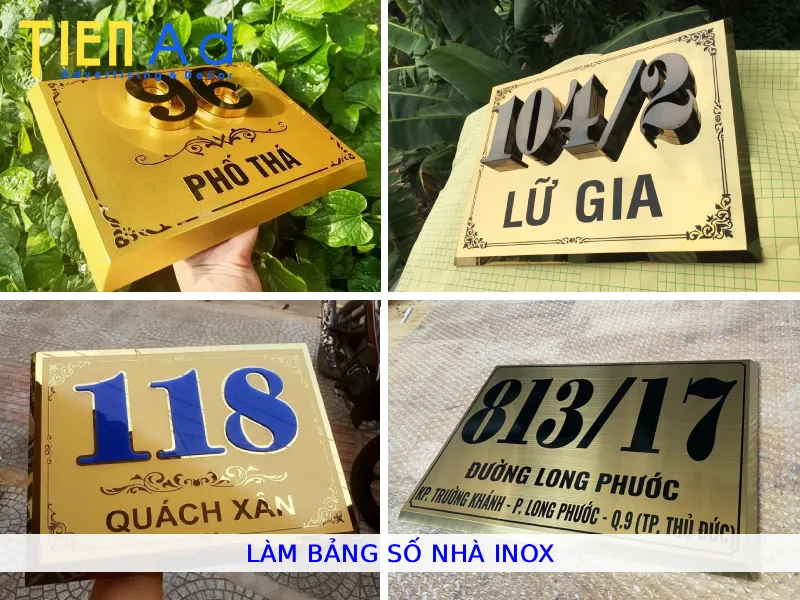 TIEN Ad
Advertising & Decor
96
PHỐ THÁ
104/2
LỮ GIA
118
QUÁCH XÂN
813/17
ĐƯỜNG LONG PHƯỚC
KP. TRƯỜNG KHÁNH - P. LONG PHƯỚC - Q.9 (TP. THỦ ĐỨC)
LÀM BẢNG SỐ NHÀ INOX